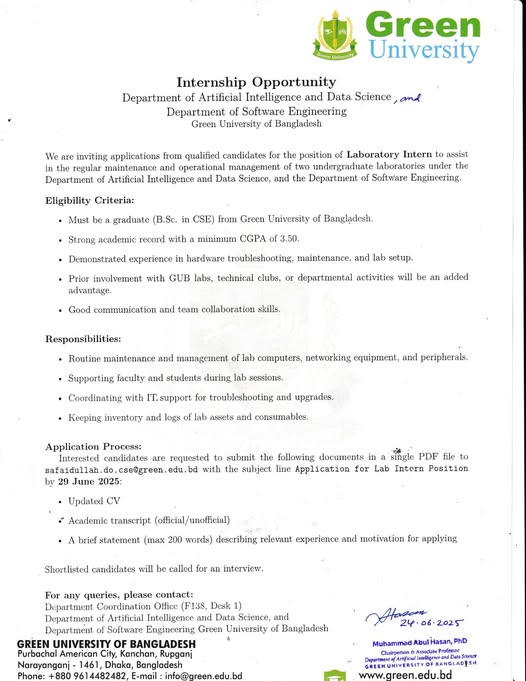 Green
University
Internship Opportunity
Department of Artificial Intelligence and Data Science, and
Department of Software Engineering
Green University of Bangladesh
We are inviting applications from qualified candidates for the position of Laboratory Intern to assist
in the regular maintenance and operational management of two undergraduate laboratories under the
Department of Artificial Intelligence and Data Science, and the Department of Software Engineering.
Eligibility Criteria:
• Must be a graduate (B.Sc. in CSE) from Green University of Bangladesh.
• Strong academic record with a minimum CGPA of 3.50.
• Demonstrated experience in hardware troubleshooting, maintenance, and lab setup.
• Prior involvement with GUB labs, technical clubs, or departmental activities will be an added
advantage.
• Good communication and team collaboration skills.
Responsibilities:
• Routine maintenance and management of lab computers, networking equipment, and peripherals.
• Supporting faculty and students during lab sessions.
• Coordinating with IT support for troubleshooting and upgrades.
• Keeping inventory and logs of lab assets and consumables.
Application Process:
Interested candidates are requested to submit the following documents in a single PDF file to
safaidullah.do.cse@green.edu.bd with the subject line Application for Lab Intern Position
by 29 June 2025:
• Updated CV
• Academic transcript (official/unofficial)
• A brief statement (max 200 words) describing relevant experience and motivation for applying
Shortlisted candidates will be called for an interview.
For any queries, please contact:
Department Coordination Office (F138, Desk 1)
Department of Artificial Intelligence and Data Science, and
Department of Software Engineering Green University of Bangladesh
24.06.2025
Muhammad Abul Hasan, PhD
Chairperson & Associate Professor
Department of Artificial Intelligence and Data Science
GREEN UNIVERSITY OF BANGLADESH
GREEN UNIVERSITY OF BANGLADESH
Purbachal American City, Kanchan, Rupganj
Narayanganj - 1461, Dhaka, Bangladesh
Phone: +880 9614482482, E-mail : info@green.edu.bd
www.green.edu.bd